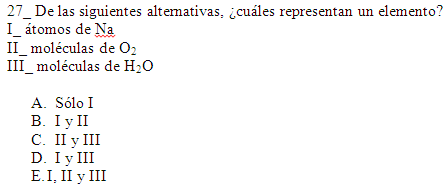 27_ De las siguientes alternativas, ¿cuáles representan un elemento?
I_ átomos de Na
II_ moléculas de O₂
III_ moléculas de H₂O
A. Sólo I
B. I y II
C. II y III
D. I y III
E. I, II y III